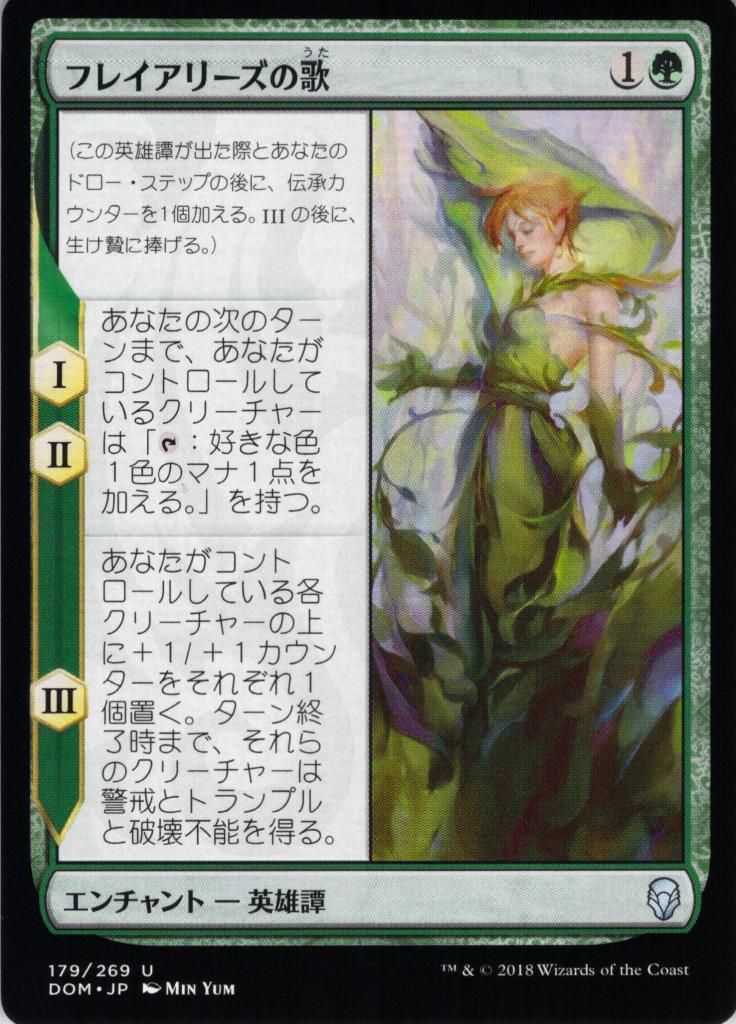 フレイアリーズの歌
うた
1
(この英雄譚が出た際とあなたの
ドロー・ステップの後に、伝承カ
ウンターを1個加える。III の後に、
生け贄に捧げる。)
I
II
あなたの次のター
ンまで、あなたが
コントロールして
いるクリーチャー
は「:好きな色
1色のマナ1点を
加える。」を持つ。
III
あなたがコント
ロールしている各
クリーチャーの上
に+1/+1カウン
ターをそれぞれ1
個置く。ターン終
了時まで、それら
のクリーチャーは
警戒とトランプル
と破壊不能を得る。
エンチャント — 英雄譚
179/269 U
DOM•JP MIN YUM
™ & © 2018 Wizards of the Coast